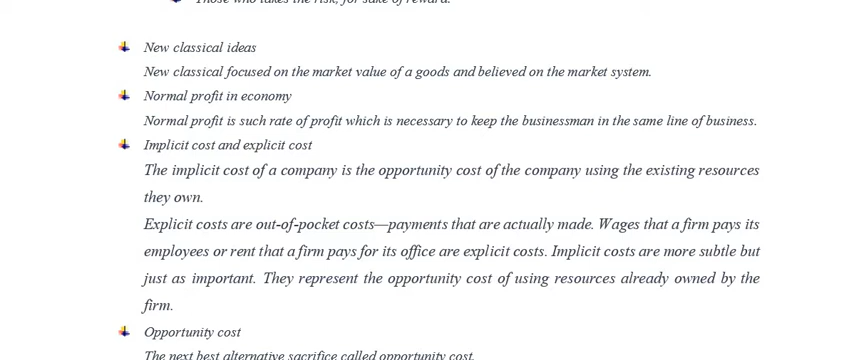 Those who takes the risk, for sake of reward.
New classical ideas
New classical focused on the market value of a goods and believed on the market system.
Normal profit in economy
Normal profit is such rate of profit which is necessary to keep the businessman in the same line of business.
Implicit cost and explicit cost
The implicit cost of a company is the opportunity cost of the company using the existing resources
they own.
Explicit costs are out-of-pocket costs—payments that are actually made. Wages that a firm pays its
employees or rent that a firm pays for its office are explicit costs. Implicit costs are more subtle but
just as important. They represent the opportunity cost of using resources already owned by the
firm.
Opportunity cost
The next best alternative sacrifice called opportunity cost.